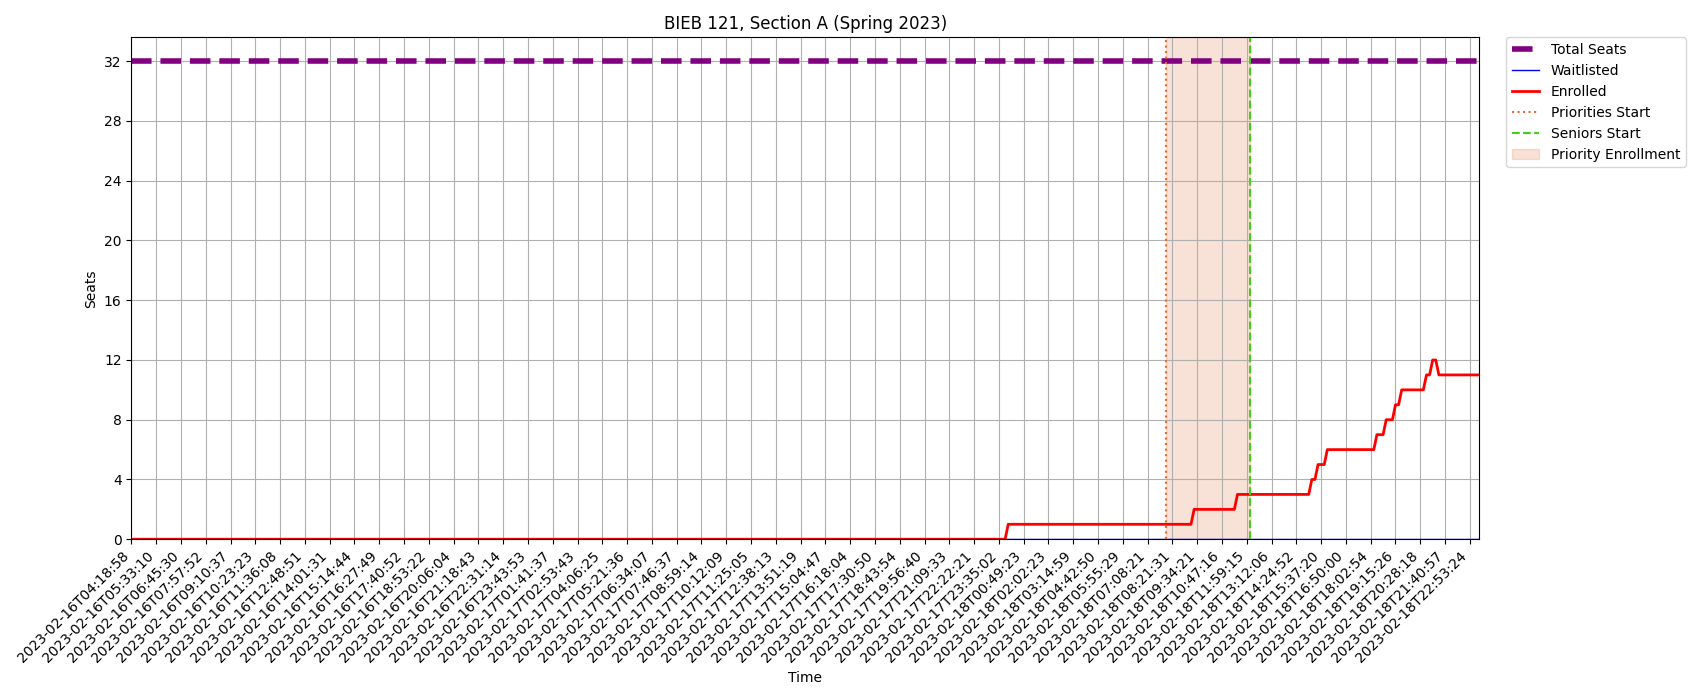 BIEB 121, Section A (Spring 2023)
Total Seats
Waitlisted
Enrolled
Priorities Start
Seniors Start
Priority Enrollment
32
28
24
20
16
12
8
4
0
Seats
2023-02-16T04:18:58
2023-02-16T05:33:10
2023-02-16T06:45:30
2023-02-16T07:57:52
2023-02-16T09:10:37
2023-02-16T10:23:23
2023-02-16T11:36:08
2023-02-16T12:48:51
2023-02-16T14:01:31
2023-02-16T15:14:44
2023-02-16T16:27:49
2023-02-16T17:40:52
2023-02-16T18:53:22
2023-02-16T20:06:04
2023-02-16T21:18:43
2023-02-16T22:31:14
2023-02-16T23:43:53
2023-02-17T01:41:37
2023-02-17T02:53:43
2023-02-17T04:06:25
2023-02-17T05:21:36
2023-02-17T06:34:07
2023-02-17T07:46:37
2023-02-17T08:59:14
2023-02-17T10:12:09
2023-02-17T11:25:05
2023-02-17T12:38:13
2023-02-17T13:51:19
2023-02-17T15:04:47
2023-02-17T16:18:04
2023-02-17T17:30:50
2023-02-17T18:43:54
2023-02-17T19:56:40
2023-02-17T21:09:33
2023-02-17T22:22:21
2023-02-17T23:35:02
2023-02-18T00:49:23
2023-02-18T02:02:23
2023-02-18T03:14:59
2023-02-18T04:42:50
2023-02-18T05:55:29
2023-02-18T07:08:21
2023-02-18T08:21:31
2023-02-18T09:34:21
2023-02-18T10:47:16
2023-02-18T11:59:15
2023-02-18T13:12:06
2023-02-18T14:24:52
2023-02-18T15:37:20
2023-02-18T16:50:00
2023-02-18T18:02:54
2023-02-18T19:15:26
2023-02-18T20:28:18
2023-02-18T21:40:57
2023-02-18T22:53:24
Time